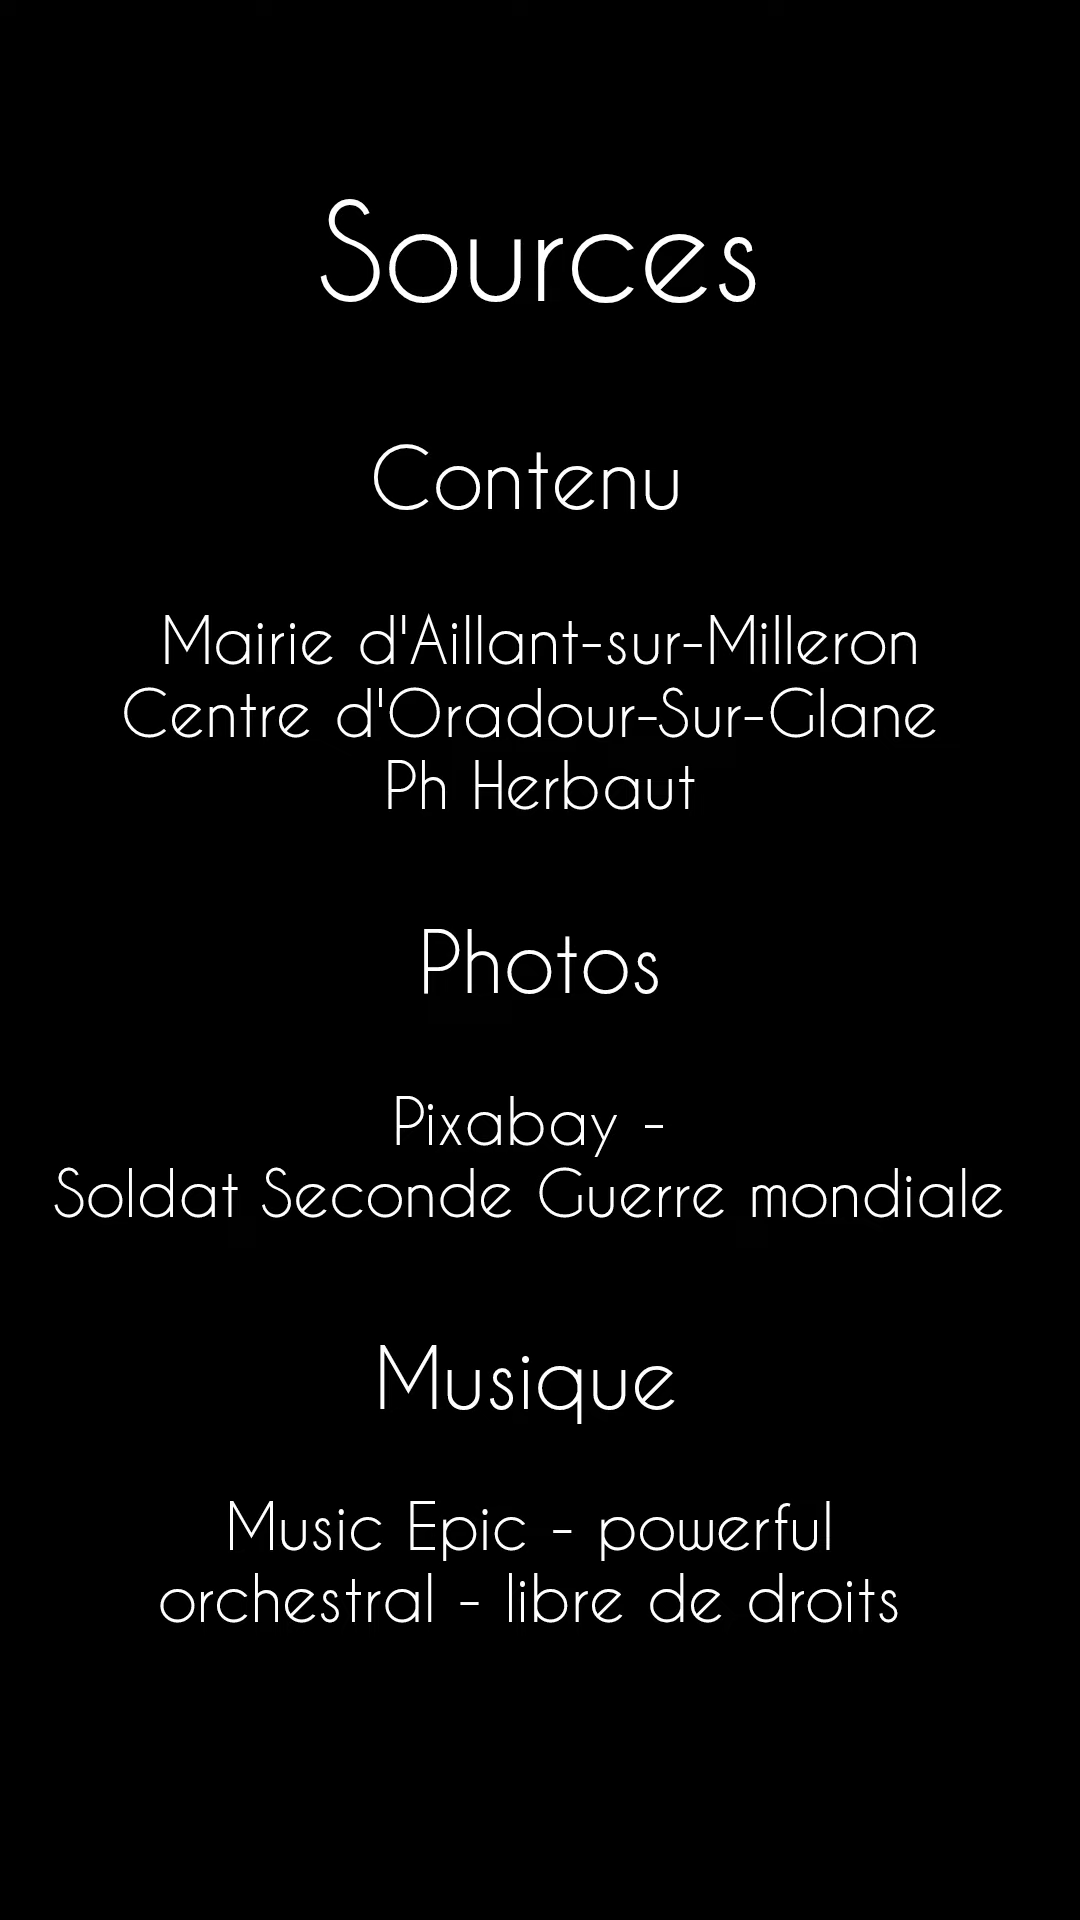 Sources
Contenu
Mairie d'Aillant-sur-Milleron
Centre d'Oradour-Sur-Glane
Ph Herbaut
Photos
Pixabay -
Soldat Seconde Guerre mondiale
Musique
Music Epic - powerful
orchestral - libre de droits